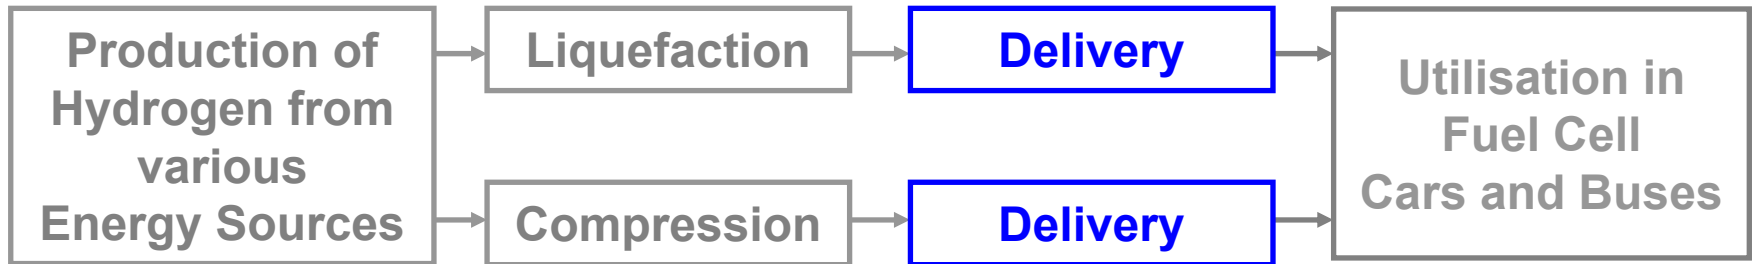 Production of
Hydrogen from
various
Energy Sources
Liquefaction
Delivery
Compression
Delivery
Utilisation in
Fuel Cell
Cars and Buses